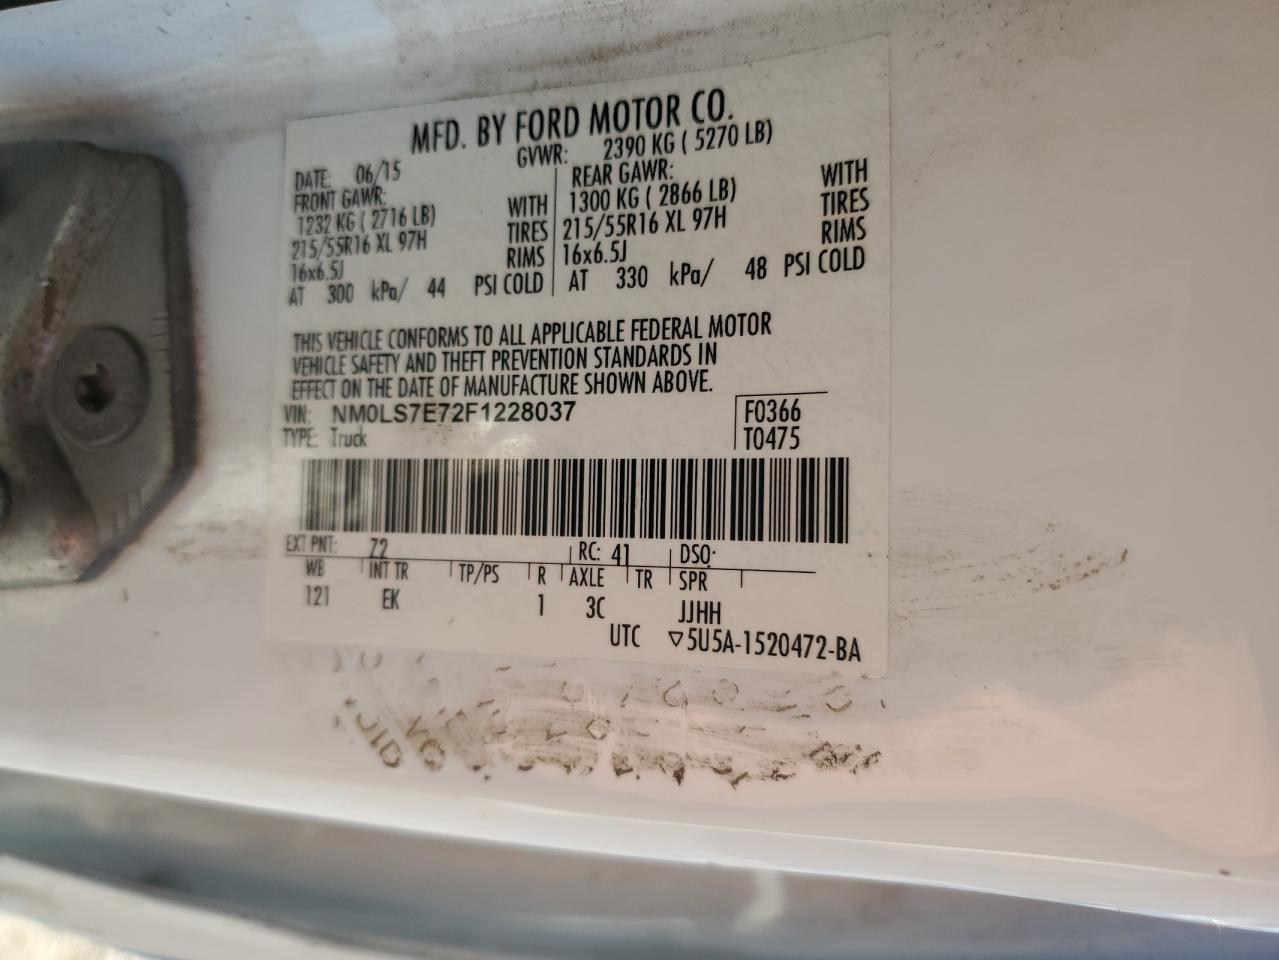 MFD. BY FORD MOTOR CO.
DATE: 06/15 GVWR: 2390 KG ( 5270 LB)
FRONT GAWR: REAR GAWR:
1232 KG ( 2716 LB) WITH 1300 KG ( 2866 LB) WITH
215/55R16 XL 97H TIRES 215/55R16 XL 97H TIRES
16x6.5J RIMS 16x6.5J RIMS
AT 300 kPa/ 44 PSI COLD AT 330 kPa/ 48 PSI COLD
THIS VEHICLE CONFORMS TO ALL APPLICABLE FEDERAL MOTOR
VEHICLE SAFETY AND THEFT PREVENTION STANDARDS IN
EFFECT ON THE DATE OF MANUFACTURE SHOWN ABOVE.
VIN: NM0LS7E72F1228037 F0366
TYPE: Truck T0475
EXT PNT: Z2 RC: 41 DSO:
WB INT TR TP/PS R AXLE TR SPR
121 EK 1 3C JJHH
UTC ▽5U5A-1520472-BA